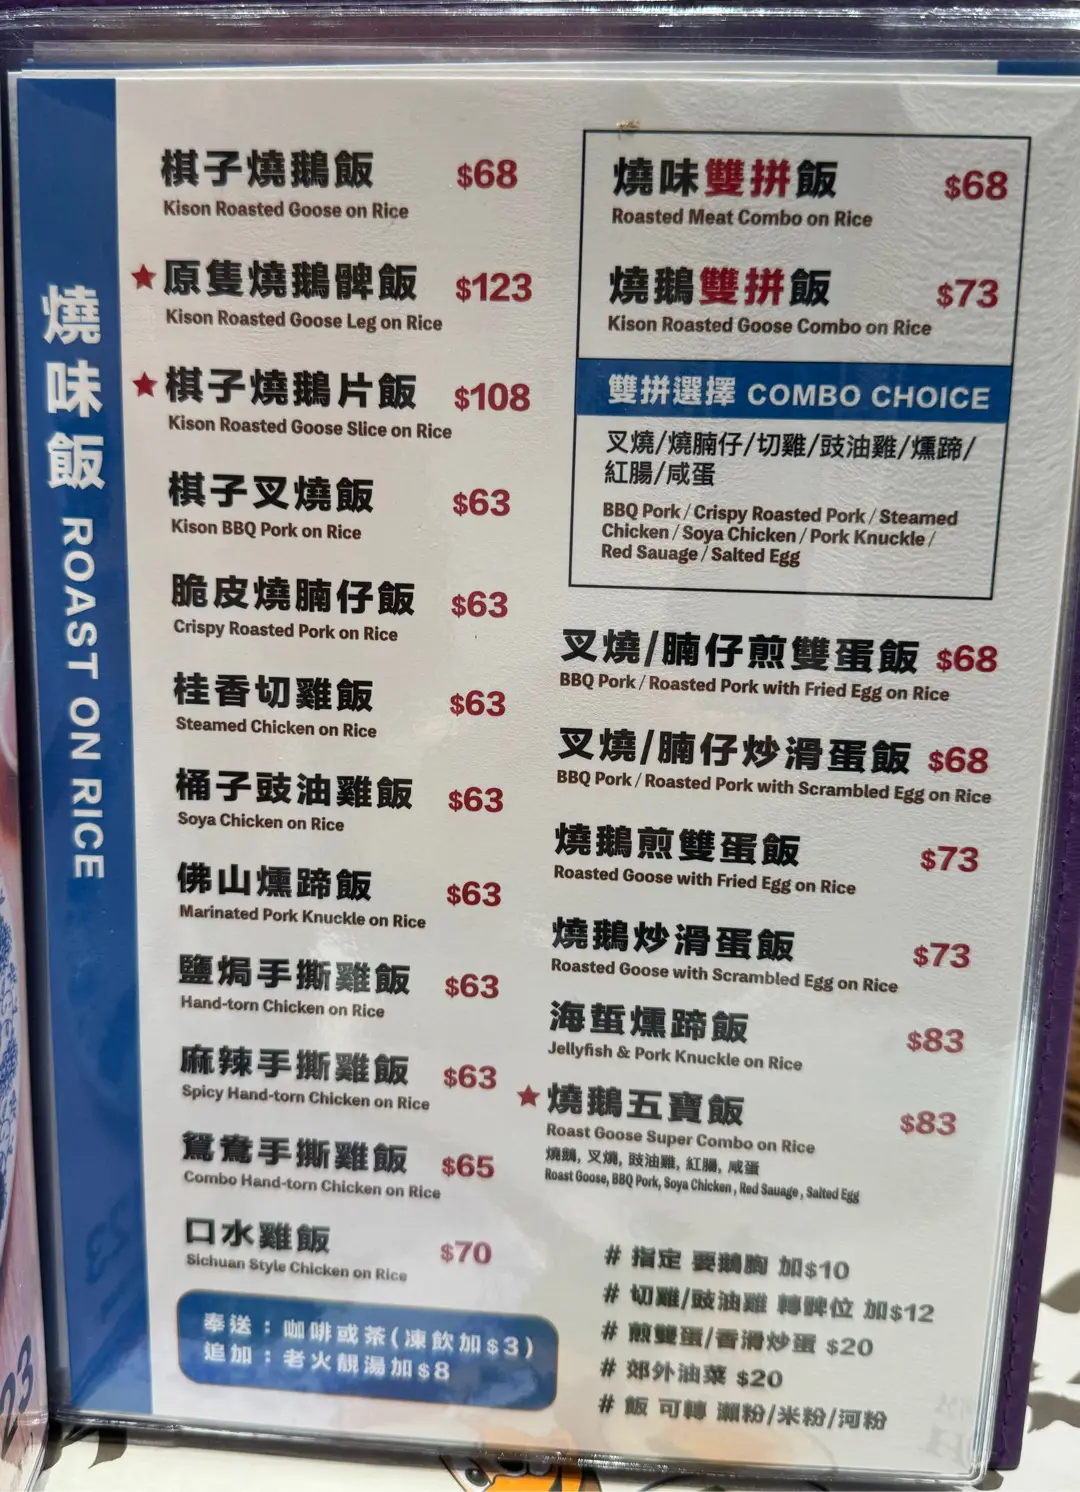 燒味飯 ROAST ON RICE
棋子燒鵝飯 $68
Kison Roasted Goose on Rice
★原隻燒鵝髀飯 $123
Kison Roasted Goose Leg on Rice
★棋子燒鵝片飯 $108
Kison Roasted Goose Slice on Rice
棋子叉燒飯 $63
Kison BBQ Pork on Rice
脆皮燒腩仔飯 $63
Crispy Roasted Pork on Rice
桂香切雞飯 $63
Steamed Chicken on Rice
桶子豉油雞飯 $63
Soya Chicken on Rice
佛山燻蹄飯 $63
Marinated Pork Knuckle on Rice
鹽焗手撕雞飯 $63
Hand-torn Chicken on Rice
麻辣手撕雞飯 $63
Spicy Hand-torn Chicken on Rice
鴛鴦手撕雞飯 $65
Combo Hand-torn Chicken on Rice
口水雞飯 $70
Sichuan Style Chicken on Rice
奉送：咖啡或茶(凍飲加$3)
追加：老火靚湯加$8
燒味雙拼飯 $68
Roasted Meat Combo on Rice
燒鵝雙拼飯 $73
Kison Roasted Goose Combo on Rice
雙拼選擇 COMBO CHOICE
叉燒/燒腩仔/切雞/豉油雞/燻蹄/
紅腸/咸蛋
BBQ Pork/Crispy Roasted Pork/Steamed
Chicken/Soya Chicken/Pork Knuckle/
Red Sauage/Salted Egg
叉燒/腩仔煎雙蛋飯 $68
BBQ Pork/Roasted Pork with Fried Egg on Rice
叉燒/腩仔炒滑蛋飯 $68
BBQ Pork/Roasted Pork with Scrambled Egg on Rice
燒鵝煎雙蛋飯 $73
Roasted Goose with Fried Egg on Rice
燒鵝炒滑蛋飯 $73
Roasted Goose with Scrambled Egg on Rice
海蜇燻蹄飯 $83
Jellyfish & Pork Knuckle on Rice
★燒鵝五寶飯 $83
Roast Goose Super Combo on Rice
燒鵝, 叉燒, 豉油雞, 紅腸, 咸蛋
Roast Goose, BBQ Pork, Soya Chicken, Red Sauage, Salted Egg
# 指定 要鵝胸 加$10
# 切雞/豉油雞 轉髀位 加$12
# 煎雙蛋/香滑炒蛋 $20
# 郊外油菜 $20
# 飯 可轉 瀨粉/米粉/河粉
23